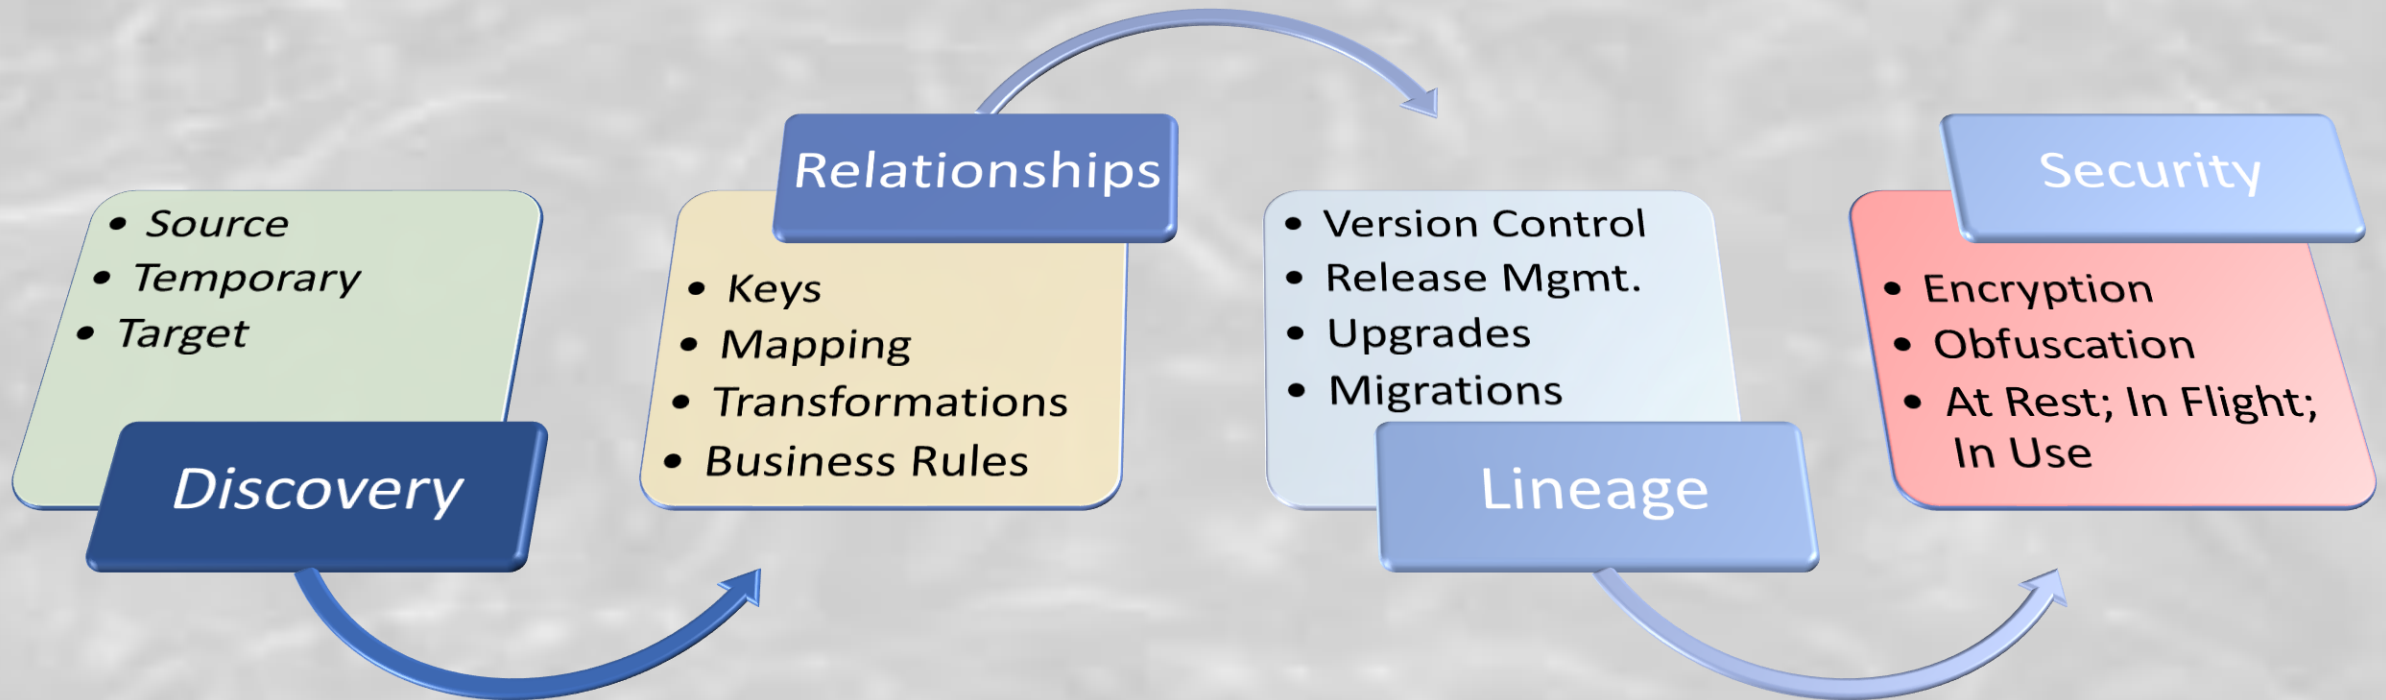 • Source
• Temporary
• Target
Discovery
Relationships
• Keys
• Mapping
• Transformations
• Business Rules
• Version Control
• Release Mgmt.
• Upgrades
• Migrations
Lineage
Security
• Encryption
• Obfuscation
• At Rest; In Flight;
In Use